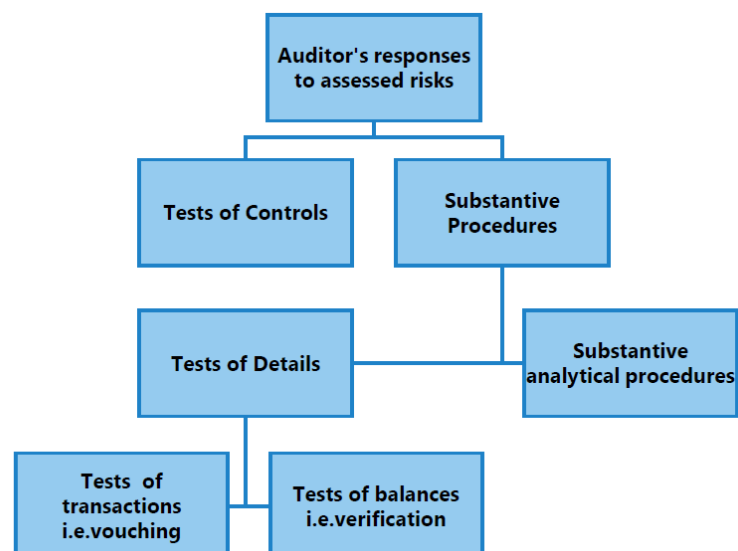 Auditor's responses
to assessed risks
Tests of Controls
Substantive
Procedures
Tests of Details
Substantive
analytical procedures
Tests of
transactions
i.e.vouching
Tests of balances
i.e.verification